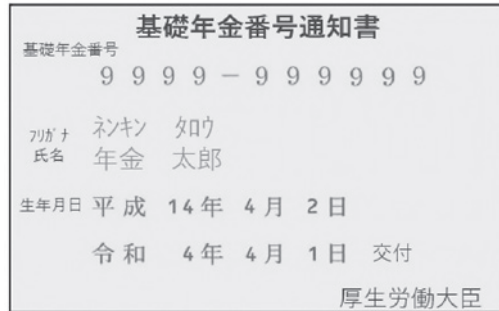 基礎年金番号通知書
基礎年金番号
9999-999999
フリガナ ネンキン タロウ
氏名 年金 太郎
生年月日 平成 14年 4月 2日
令和 4年 4月 1日 交付
厚生労働大臣